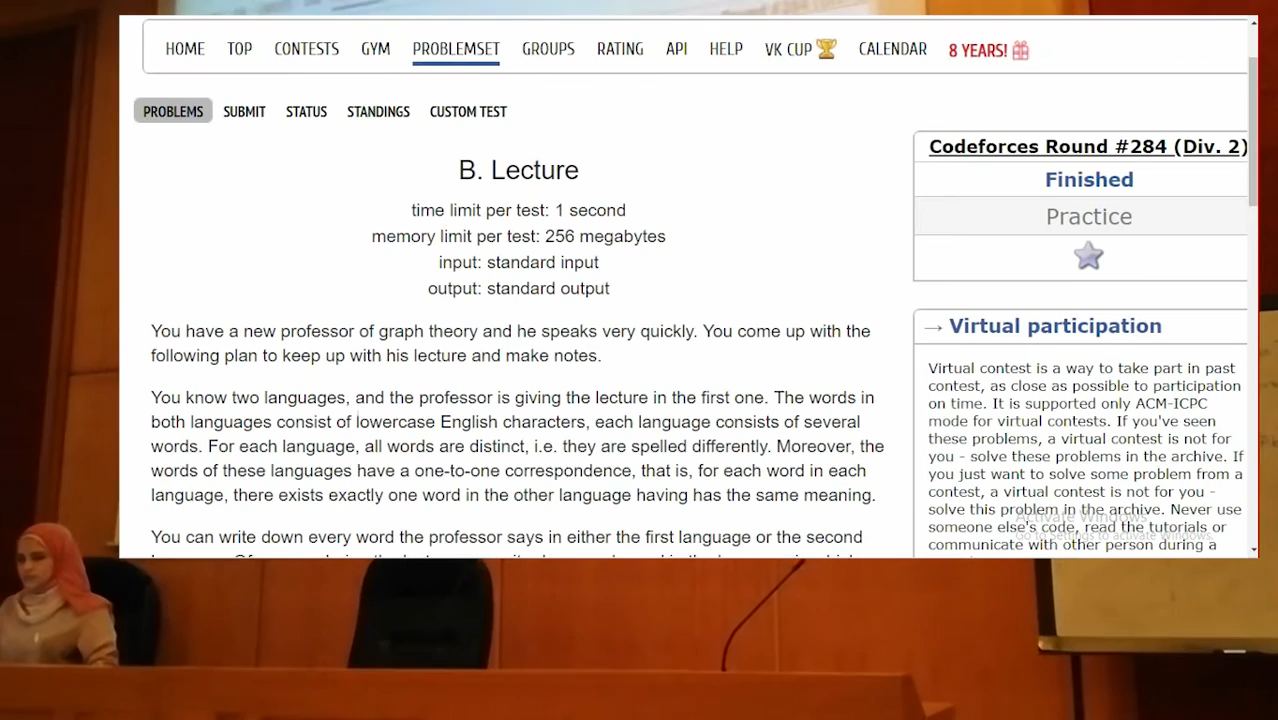 HOME TOP CONTESTS GYM PROBLEMSET GROUPS RATING API HELP VK CUP CALENDAR 8 YEARS!
PROBLEMS SUBMIT STATUS STANDINGS CUSTOM TEST
B. Lecture
time limit per test: 1 second
memory limit per test: 256 megabytes
input: standard input
output: standard output
You have a new professor of graph theory and he speaks very quickly. You come up with the
following plan to keep up with his lecture and make notes.
You know two languages, and the professor is giving the lecture in the first one. The words in
both languages consist of lowercase English characters, each language consists of several
words. For each language, all words are distinct, i.e. they are spelled differently. Moreover, the
words of these languages have a one-to-one correspondence, that is, for each word in each
language, there exists exactly one word in the other language having has the same meaning.
You can write down every word the professor says in either the first language or the second
Codeforces Round #284 (Div. 2)
Finished
Practice
→ Virtual participation
Virtual contest is a way to take part in past
contest, as close as possible to participation
on time. It is supported only ACM-ICPC
mode for virtual contests. If you've seen
these problems, a virtual contest is not for
you - solve these problems in the archive. If
you just want to solve some problem from a
contest, a virtual contest is not for you -
solve this problem in the archive. Never use
someone else's code, read the tutorials or
communicate with other person during a
Activate Windows
Go to Settings to activate Windows.